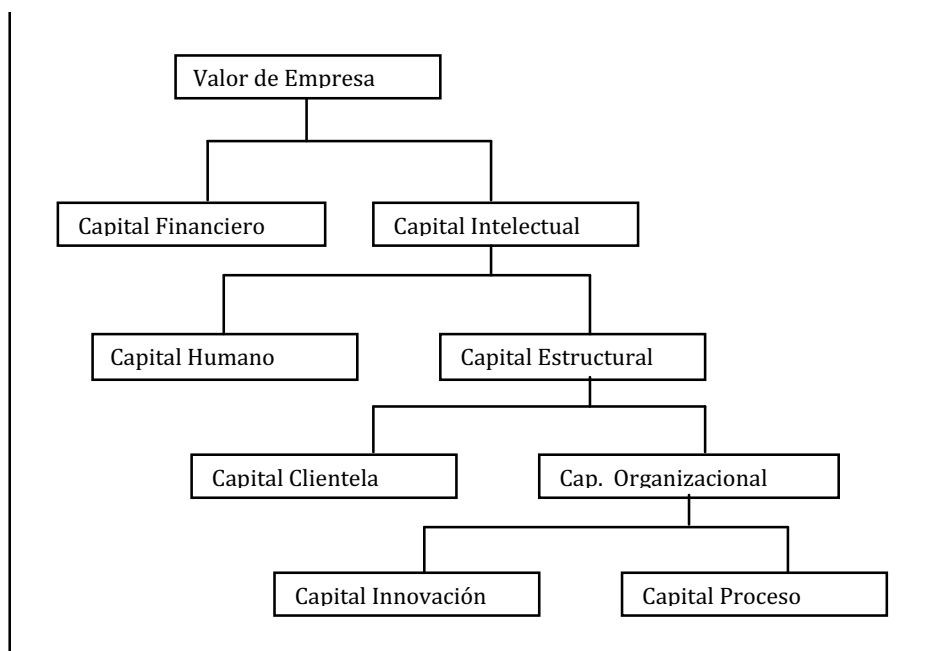 Valor de Empresa
Capital Financiero
Capital Intelectual
Capital Humano
Capital Estructural
Capital Clientela
Cap.  Organizacional
Capital Innovación
Capital Proceso